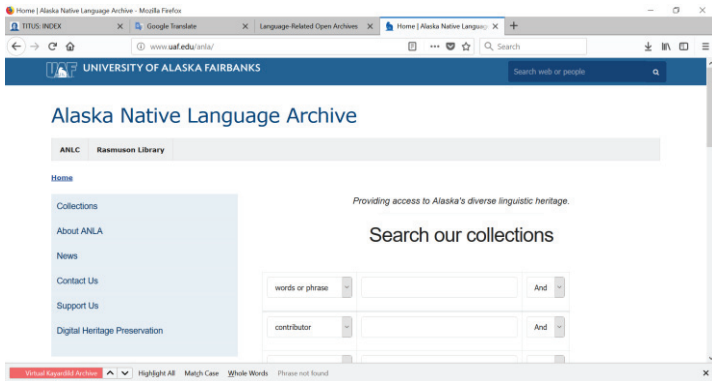 Home | Alaska Native Language Archive - Mozilla Firefox
TITUS: INDEX
Google Translate
Language-Related Open Archives
Home | Alaska Native Languag
www.uaf.edu/anla/
Search
UAF UNIVERSITY OF ALASKA FAIRBANKS
Search web or people
Alaska Native Language Archive
ANLC Rasmuson Library
Home
Collections
About ANLA
News
Contact Us
Support Us
Digital Heritage Preservation
Providing access to Alaska's diverse linguistic heritage.
Search our collections
words or phrase And
contributor And
Virtual Kayardild Archive Highlight All Match Case Whole Words Phrase not found